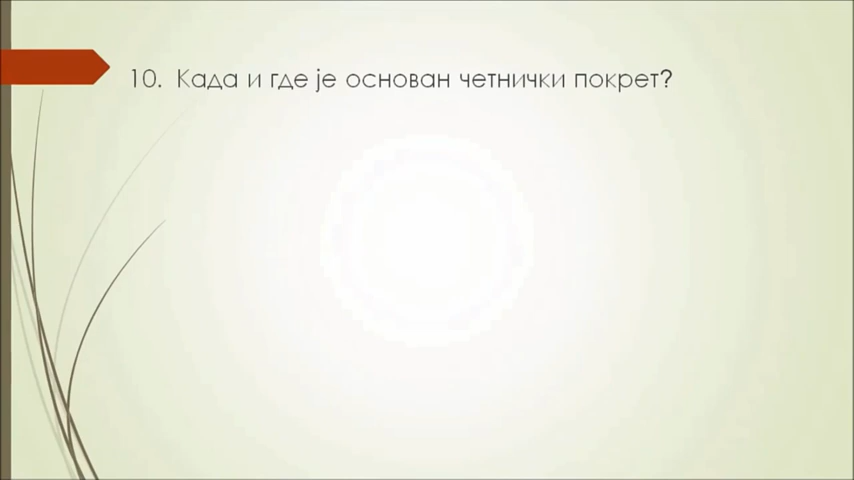 10. Када и где је основан четнички покрет?